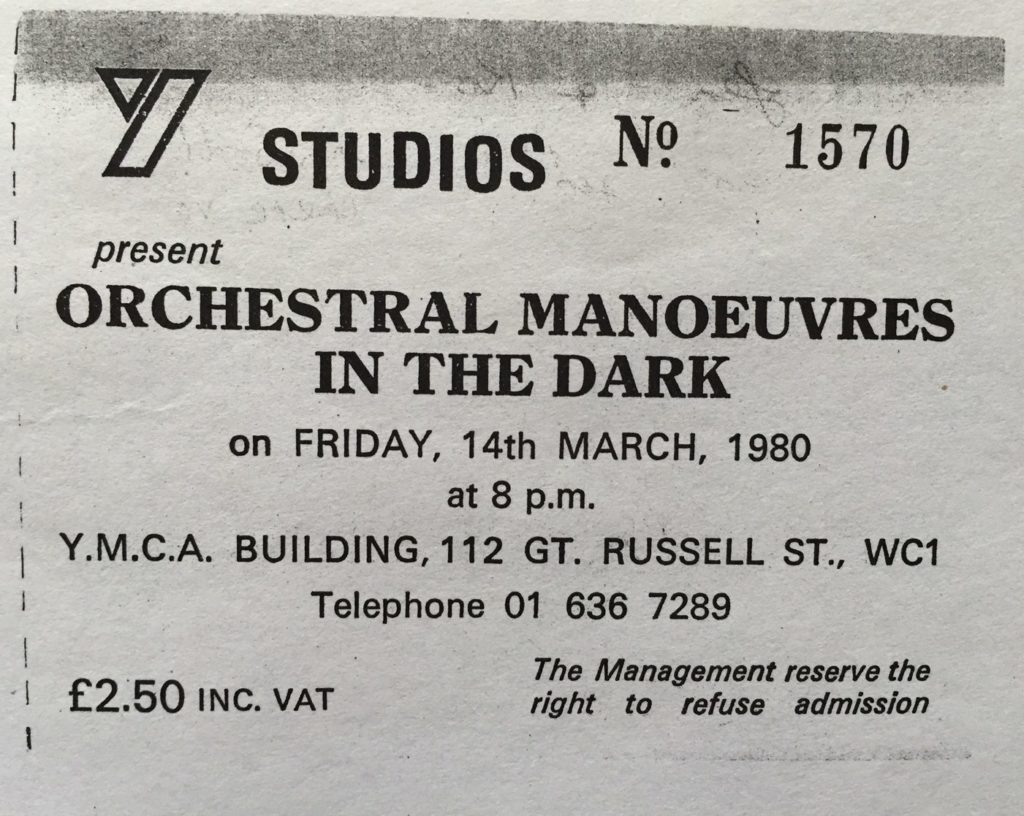 Y STUDIOS Nº 1570
present
ORCHESTRAL MANOEUVRES
IN THE DARK
on FRIDAY, 14th MARCH, 1980
at 8 p.m.
Y.M.C.A. BUILDING, 112 GT. RUSSELL ST., WC1
Telephone 01 636 7289
£2.50 INC. VAT
The Management reserve the
right to refuse admission